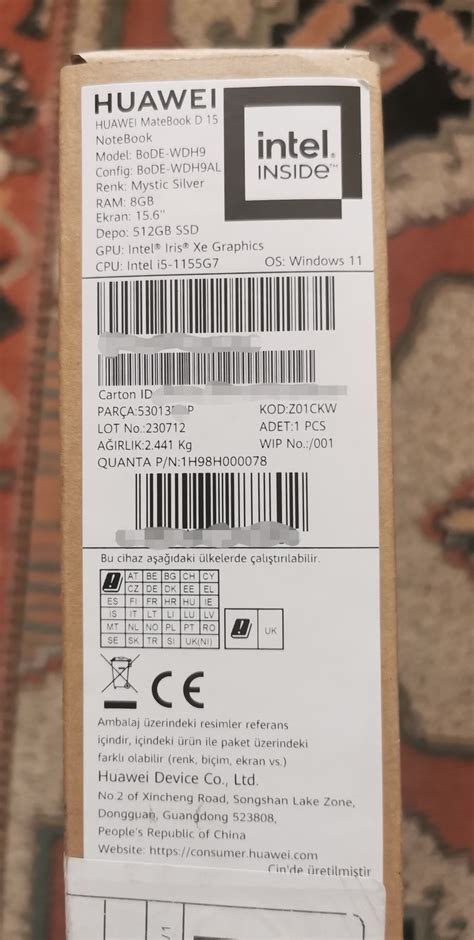 HUAWEI
HUAWEI MateBook D 15
NoteBook
Model: BoDE-WDH9
Config: BoDE-WDH9AL
Renk: Mystic Silver
RAM: 8GB
Ekran: 15.6"
Depo: 512GB SSD
GPU: Intel® Iris® Xe Graphics
CPU: Intel i5-1155G7 OS: Windows 11
intel.
INSIDE™
Carton ID
PARÇA:53013 P KOD:Z01CKW
LOT No.:230712 ADET:1 PCS
AĞIRLIK:2.441 Kg WIP No.:/001
QUANTA P/N:1H98H000078
Bu cihaz aşağıdaki ülkelerde çalıştırılabilir.
AT BE BG CH CY
CZ DE DK EE EL
ES FI FR HR HU IE
IS IT LT LI LU LV
MT NL NO PL PT RO
SE SK TR SI UK(NI)
UK
CE
Ambalaj üzerindeki resimler referans
içindir, içindeki ürün ile paket üzerindeki
farklı olabilir (renk, biçim, ekran vs.)
Huawei Device Co., Ltd.
No.2 of Xincheng Road, Songshan Lake Zone,
Dongguan, Guangdong 523808,
People's Republic of China
Website: https://consumer.huawei.com
Çin'de üretilmiştir